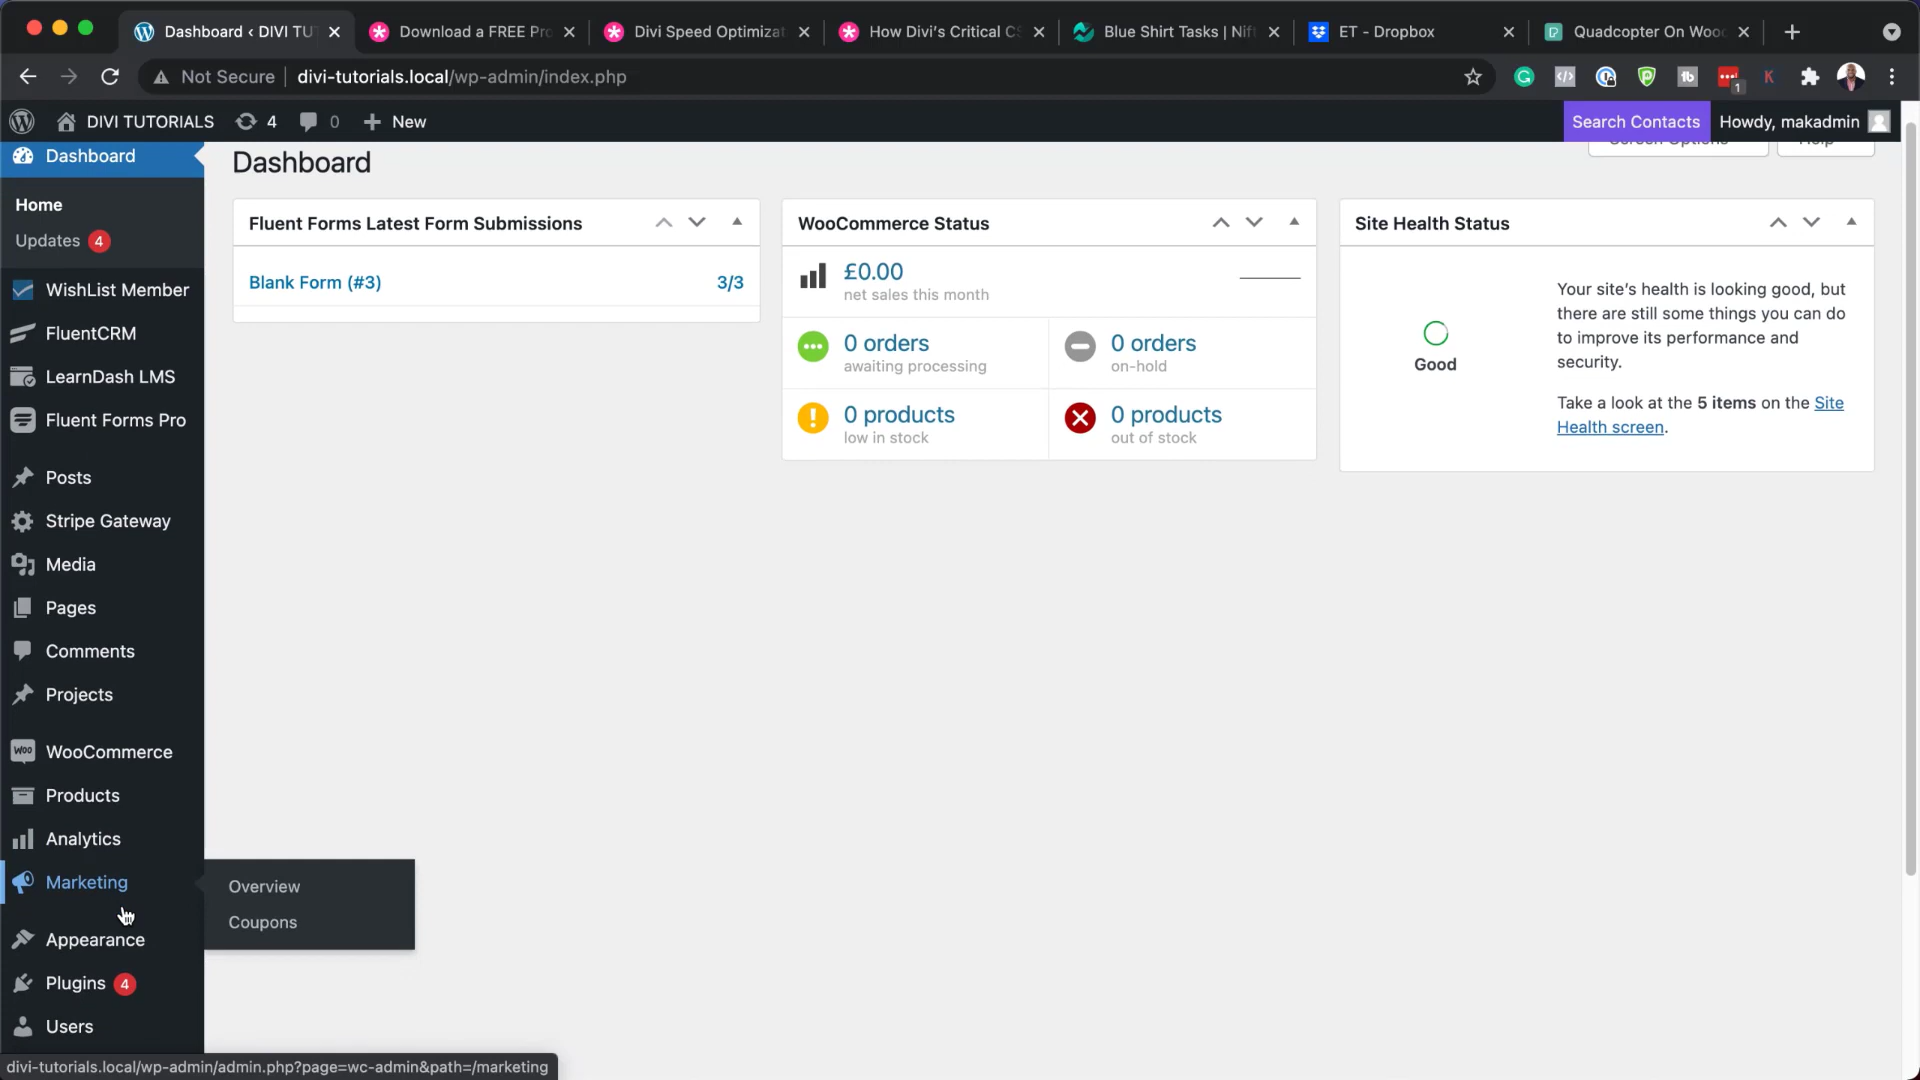 Dashboard ‹ DIVI TU
Download a FREE Pro
Divi Speed Optimizat
How Divi's Critical C
Blue Shirt Tasks | Nif
ET - Dropbox
Quadcopter On Wooc
Not Secure
divi-tutorials.local/wp-admin/index.php
1
DIVI TUTORIALS
4
0
New
Search Contacts
Howdy, makadmin
Dashboard
Home
Updates 4
WishList Member
FluentCRM
LearnDash LMS
Fluent Forms Pro
Posts
Stripe Gateway
Media
Pages
Comments
Projects
WooCommerce
Products
Analytics
Marketing
Appearance
Plugins 4
Users
Overview
Coupons
Dashboard
Screen Options
Help
Fluent Forms Latest Form Submissions
Blank Form (#3)
3/3
WooCommerce Status
£0.00
net sales this month
0 orders
awaiting processing
0 orders
on-hold
0 products
low in stock
0 products
out of stock
Site Health Status
Good
Your site's health is looking good, but
there are still some things you can do
to improve its performance and
security.
Take a look at the 5 items on the Site
Health screen.
divi-tutorials.local/wp-admin/admin.php?page=wc-admin&path=/marketing